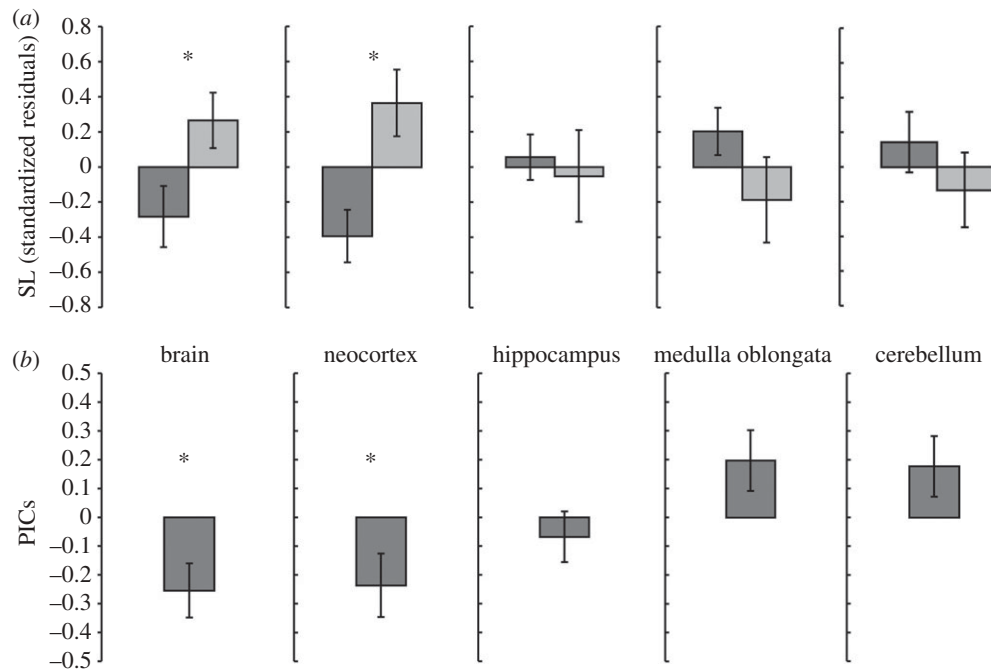 (a)
SL (standardized residuals)
0.8
0.6
0.4
0.2
0
–0.2
–0.4
–0.6
–0.8
*
*
brain
neocortex
hippocampus
medulla oblongata
cerebellum
(b)
PICs
0.5
0.4
0.3
0.2
0.1
0
–0.1
–0.2
–0.3
–0.4
–0.5
*
*